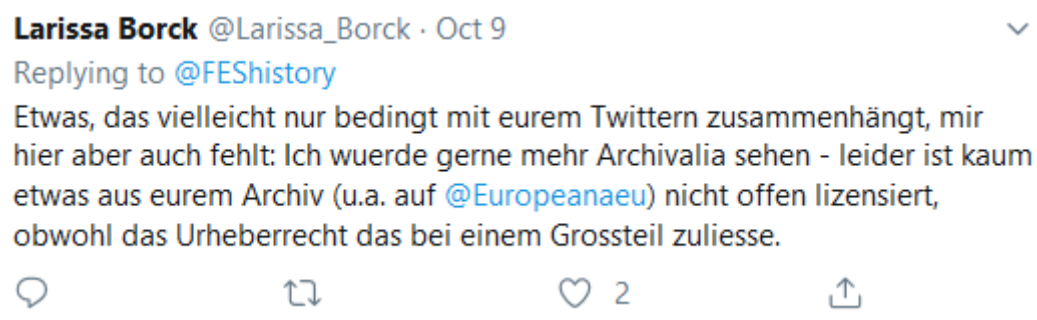 Larissa Borck @Larissa_Borck · Oct 9
Replying to @FEShistory
Etwas, das vielleicht nur bedingt mit eurem Twittern zusammenhängt, mir
hier aber auch fehlt: Ich wuerde gerne mehr Archivalia sehen - leider ist kaum
etwas aus eurem Archiv (u.a. auf @Europeanaeu) nicht offen lizensiert,
obwohl das Urheberrecht das bei einem Grossteil zuliesse.
2